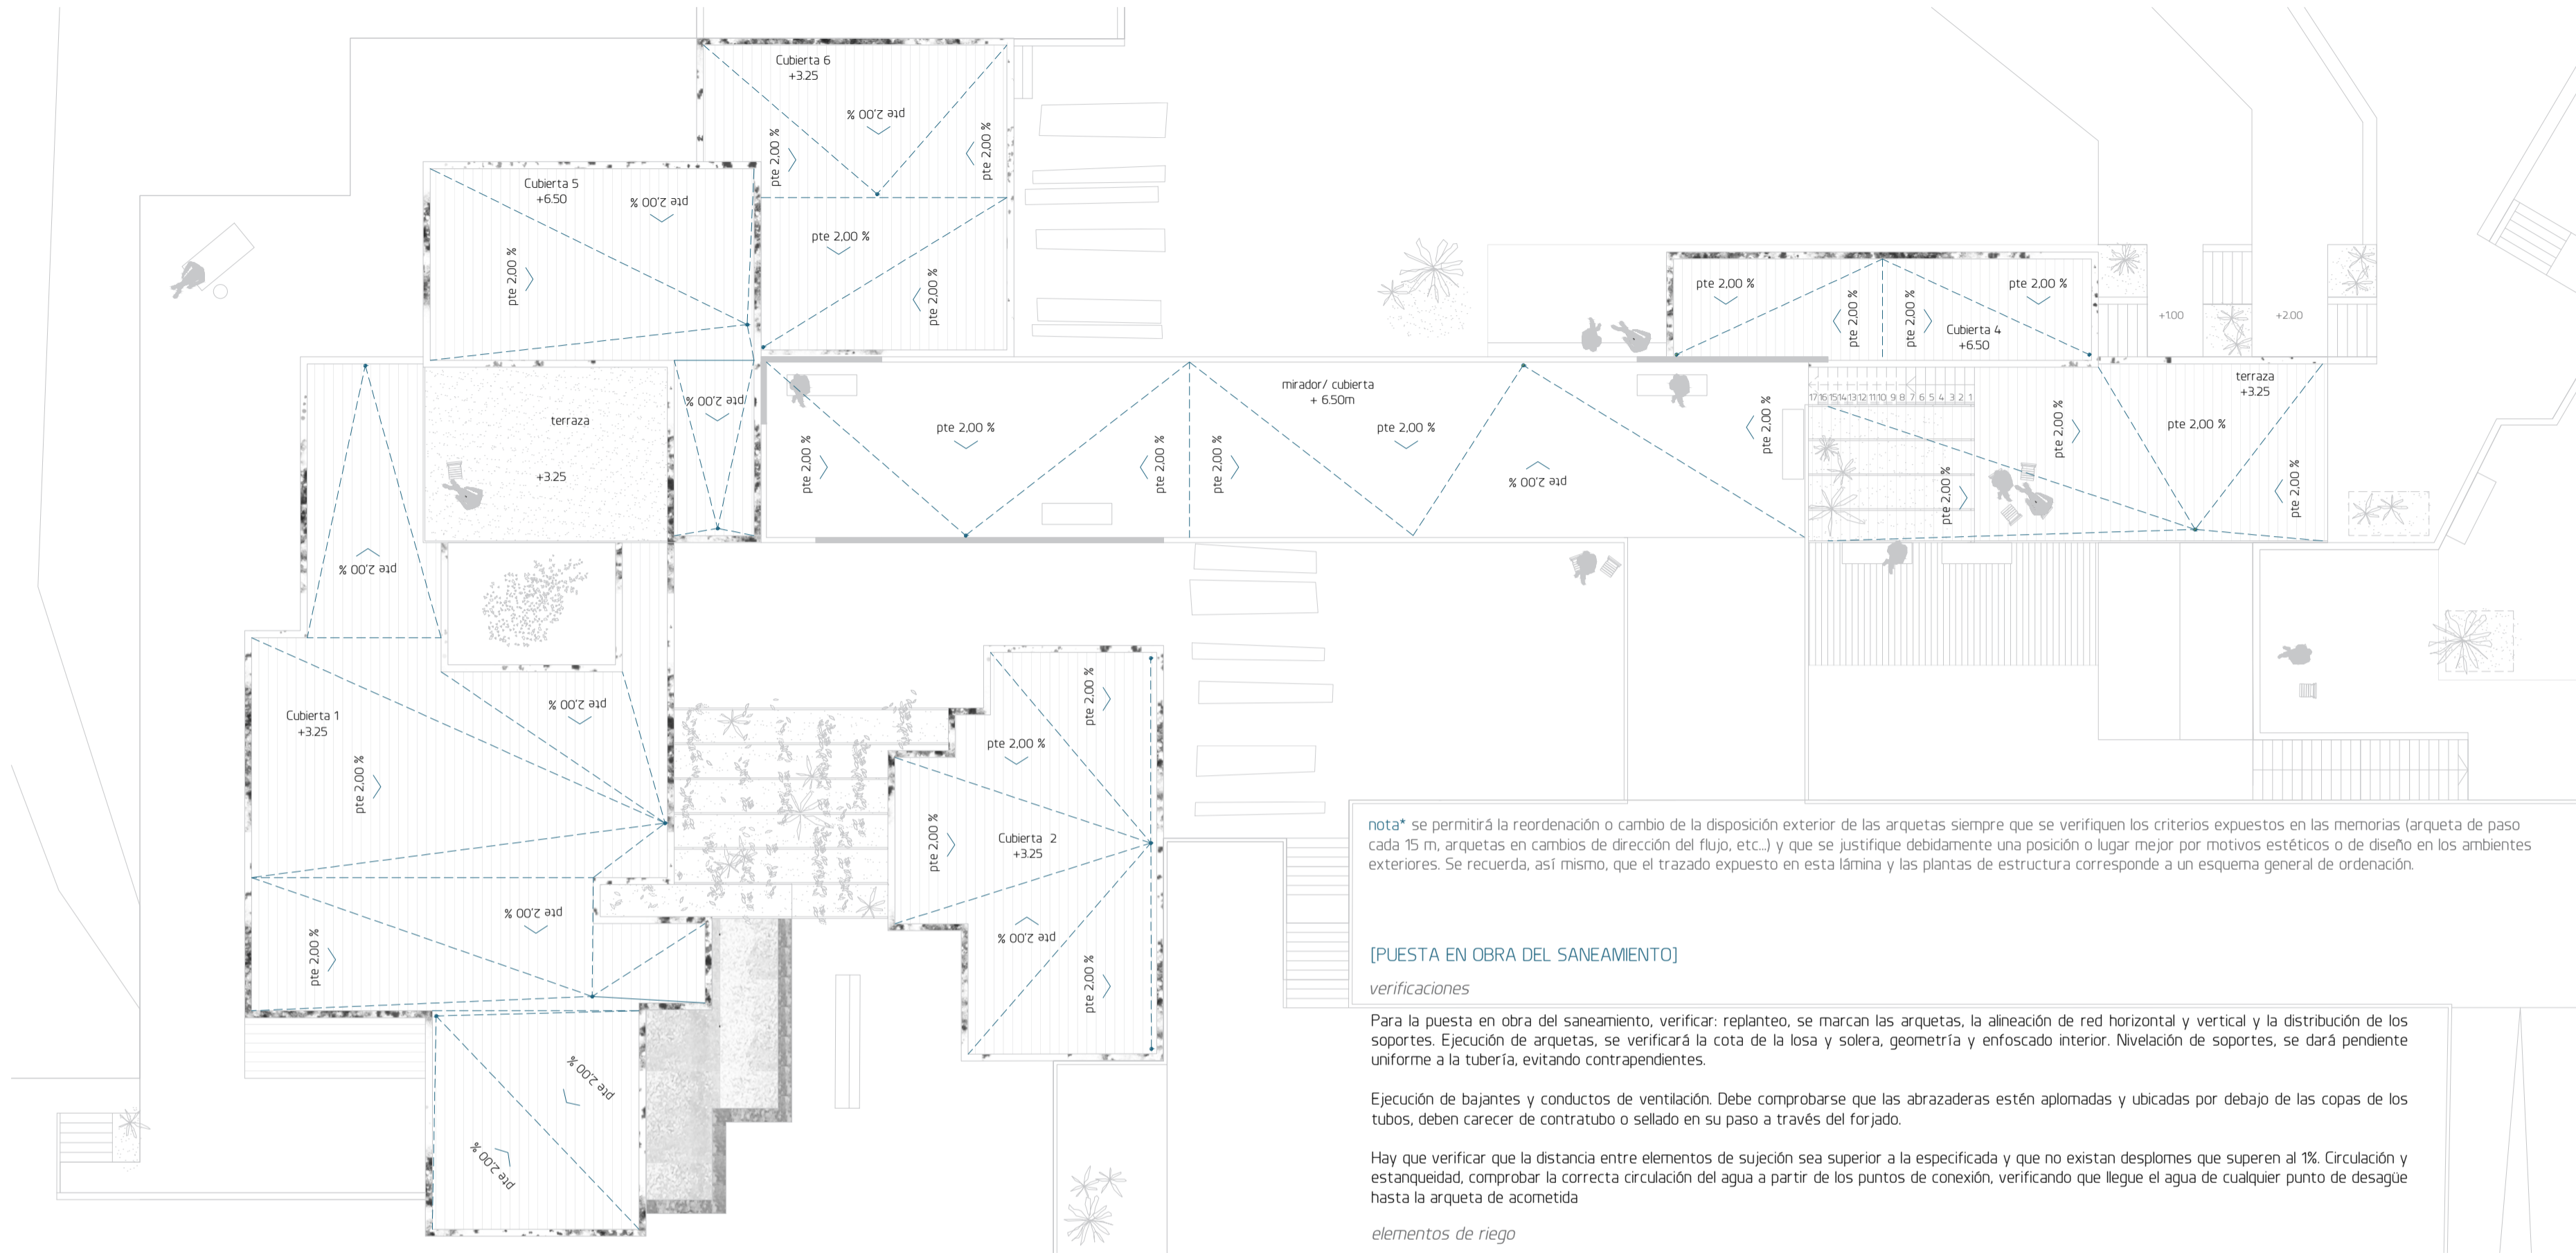 Cubierta 6
+3.25
pte 2,00 %
pte 2,00 %
pte 2,00 %
pte 2,00 %
pte 2,00 %
Cubierta 5
+6.50
pte 2,00 %
pte 2,00 %
pte 2,00 %
terraza
+3.25
pte 2,00 %
pte 2,00 %
pte 2,00 %
pte 2,00 %
pte 2,00 %
mirador/ cubierta
+ 6.50m
pte 2,00 %
pte 2,00 %
pte 2,00 %
pte 2,00 %
pte 2,00 %
pte 2,00 %
pte 2,00 %
Cubierta 4
+6.50
+1.00
+2.00
17 16 15 14 13 12 11 10 9 8 7 6 5 4 3 2 1
terraza
+3.25
pte 2,00 %
pte 2,00 %
pte 2,00 %
pte 2,00 %
Cubierta 1
+3.25
pte 2,00 %
pte 2,00 %
pte 2,00 %
pte 2,00 %
pte 2,00 %
pte 2,00 %
pte 2,00 %
pte 2,00 %
pte 2,00 %
Cubierta 2
+3.25
pte 2,00 %
pte 2,00 %
nota* se permitirá la reordenación o cambio de la disposición exterior de las arquetas siempre que se verifiquen los criterios expuestos en las memorias (arqueta de paso
cada 15 m, arquetas en cambios de dirección del flujo, etc...) y que se justifique debidamente una posición o lugar mejor por motivos estéticos o de diseño en los ambientes
exteriores. Se recuerda, así mismo, que el trazado expuesto en esta lámina y las plantas de estructura corresponde a un esquema general de ordenación.
[PUESTA EN OBRA DEL SANEAMIENTO]
verificaciones
Para la puesta en obra del saneamiento, verificar: replanteo, se marcan las arquetas, la alineación de red horizontal y vertical y la distribución de los
soportes. Ejecución de arquetas, se verificará la cota de la losa y solera, geometría y enfoscado interior. Nivelación de soportes, se dará pendiente
uniforme a la tubería, evitando contrapendientes.
Ejecución de bajantes y conductos de ventilación. Debe comprobarse que las abrazaderas estén aplomadas y ubicadas por debajo de las copas de los
tubos, deben carecer de contratubo o sellado en su paso a través del forjado.
Hay que verificar que la distancia entre elementos de sujeción sea superior a la especificada y que no existan desplomes que superen al 1%. Circulación y
estanqueidad, comprobar la correcta circulación del agua a partir de los puntos de conexión, verificando que llegue el agua de cualquier punto de desagüe
hasta la arqueta de acometida
elementos de riego